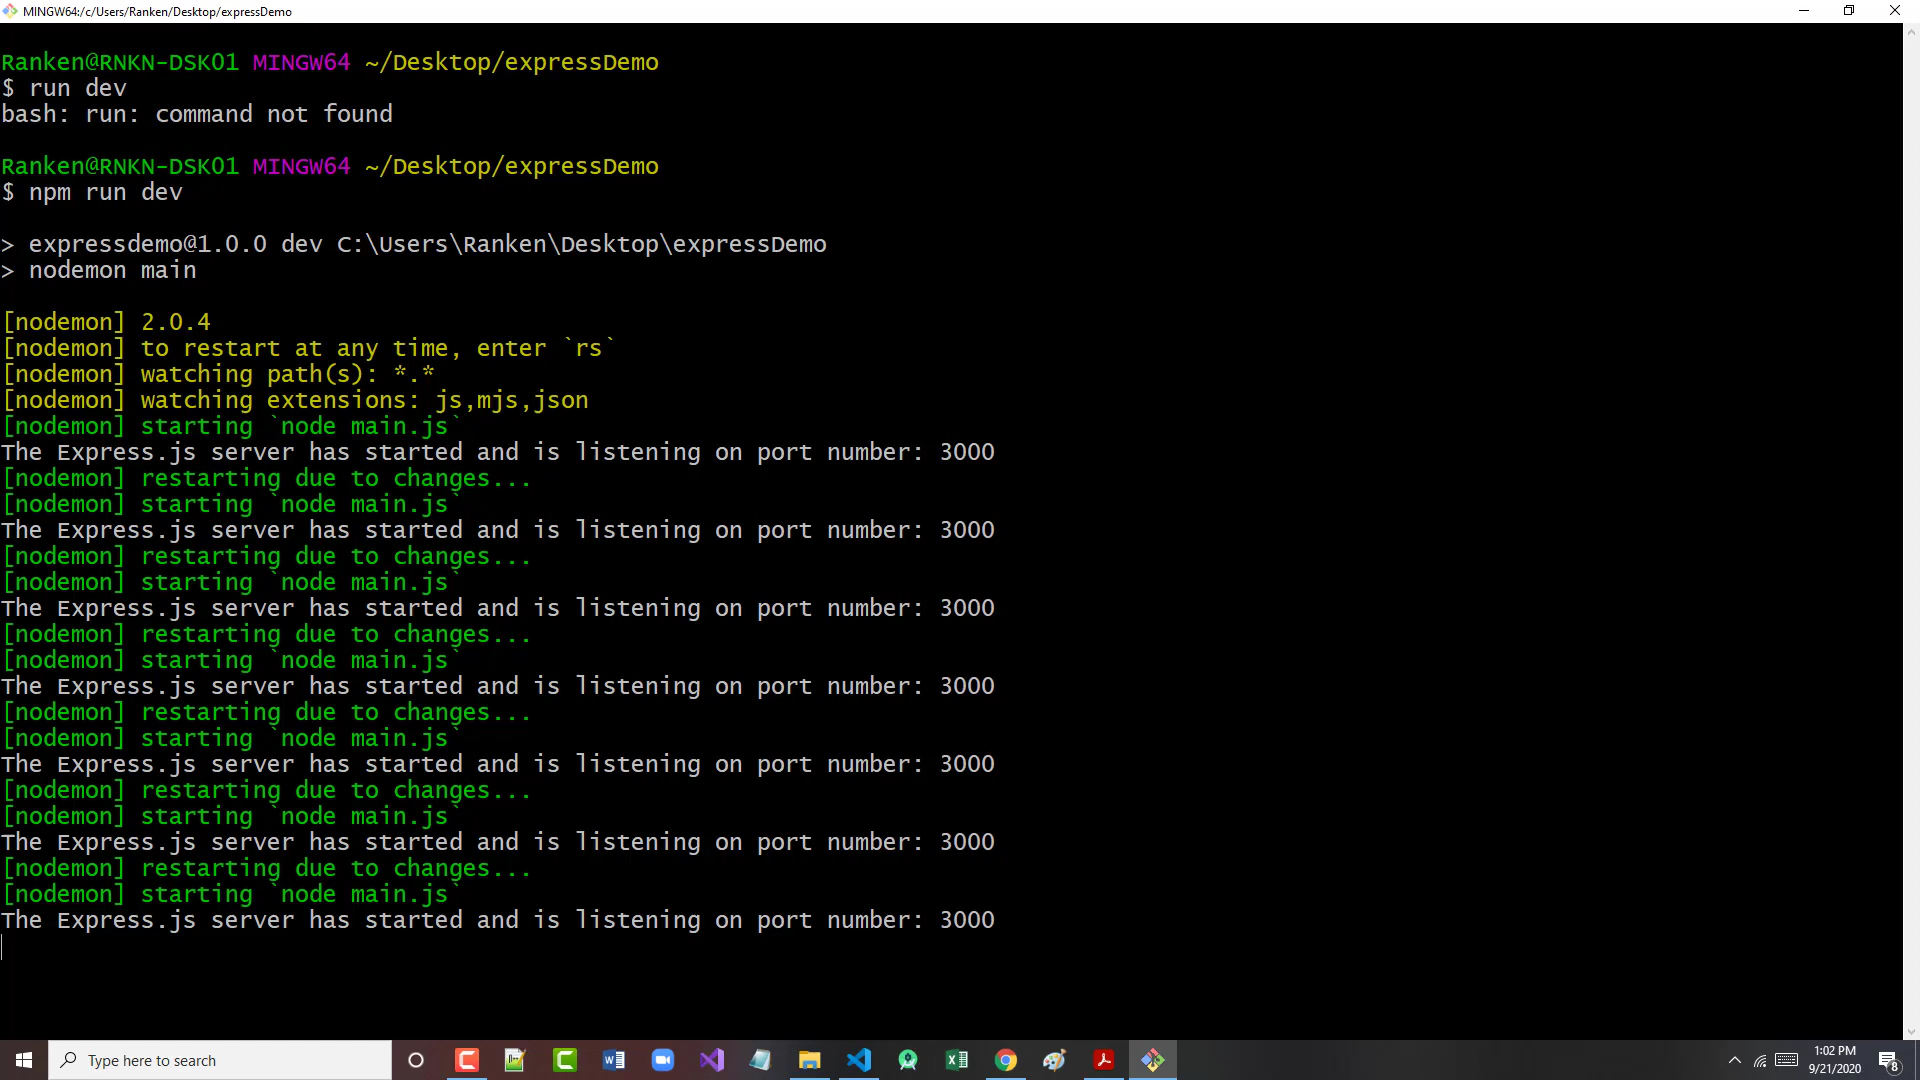 MINGW64:/c/Users/Ranken/Desktop/expressDemo
Ranken@RNKN-DSK01 MINGW64 ~/Desktop/expressDemo
$ run dev
bash: run: command not found
Ranken@RNKN-DSK01 MINGW64 ~/Desktop/expressDemo
$ npm run dev
> expressdemo@1.0.0 dev C:\Users\Ranken\Desktop\expressDemo
> nodemon main
[nodemon] 2.0.4
[nodemon] to restart at any time, enter `rs`
[nodemon] watching path(s): *.*
[nodemon] watching extensions: js,mjs,json
[nodemon] starting `node main.js`
The Express.js server has started and is listening on port number: 3000
[nodemon] restarting due to changes...
[nodemon] starting `node main.js`
The Express.js server has started and is listening on port number: 3000
[nodemon] restarting due to changes...
[nodemon] starting `node main.js`
The Express.js server has started and is listening on port number: 3000
[nodemon] restarting due to changes...
[nodemon] starting `node main.js`
The Express.js server has started and is listening on port number: 3000
[nodemon] restarting due to changes...
[nodemon] starting `node main.js`
The Express.js server has started and is listening on port number: 3000
[nodemon] restarting due to changes...
[nodemon] starting `node main.js`
The Express.js server has started and is listening on port number: 3000
[nodemon] restarting due to changes...
[nodemon] starting `node main.js`
The Express.js server has started and is listening on port number: 3000
Type here to search
1:02 PM
9/21/2020
8